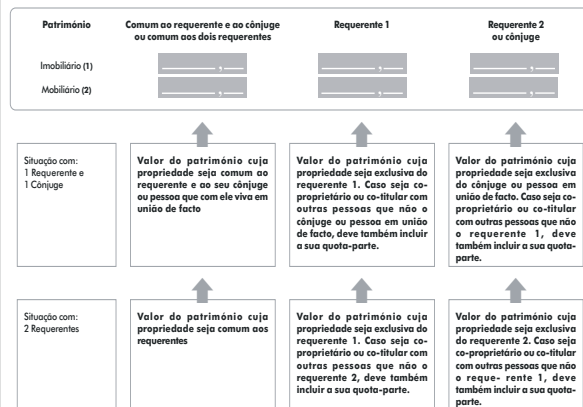 Património
Comum ao requerente e ao cônjuge
ou comum aos dois requerentes
Requerente 1
Requerente 2
ou cônjuge
Imobiliário (1)
Mobiliário (2)
Situação com:
1 Requerente e
1 Cônjuge
Valor do património cuja
propriedade seja comum ao
requerente e ao seu cônjuge
ou pessoa que com ele viva em
união de facto
Valor do património cuja
propriedade seja exclusiva do
requerente 1. Caso seja co-
proprietário ou co-titular com
outras pessoas que não o
cônjuge ou pessoa em união
de facto, deve também incluir
a sua quota-parte.
Valor do património cuja
propriedade seja exclusiva
do cônjuge ou pessoa em
união de facto. Caso seja co-
proprietário ou co-titular
com outras pessoas que não
o requerente 1, deve
também incluir a sua quota-
parte.
Situação com:
2 Requerentes
Valor do património cuja
propriedade seja comum aos
requerentes
Valor do património cuja
propriedade seja exclusiva do
requerente 1. Caso seja co-
proprietário ou co-titular com
outras pessoas que não o
requerente 2, deve também
incluir a sua quota-parte.
Valor do património cuja
propriedade seja exclusiva
do requerente 2. Caso seja
co-proprietário ou co-titular
com outras pessoas que não
o reque- rente 1, deve
também incluir a sua quota-
parte.